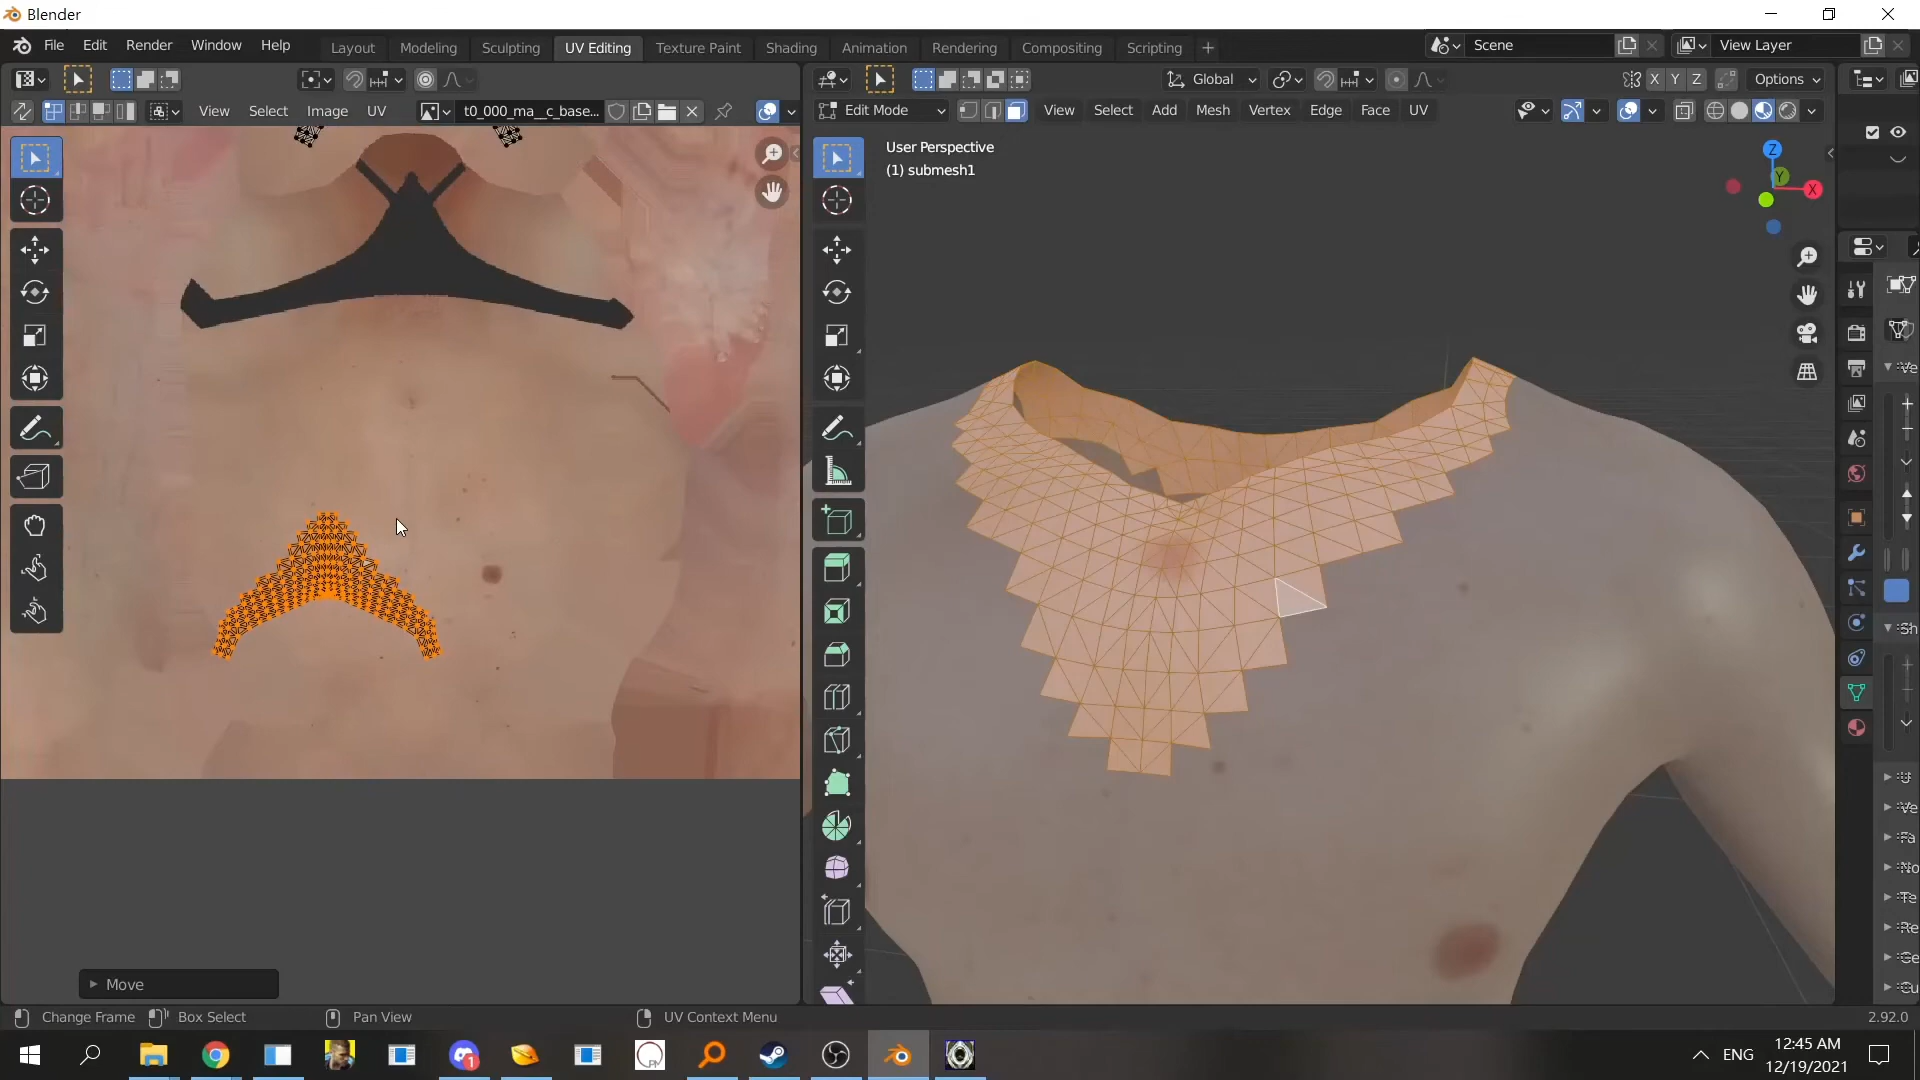 Blender
File Edit Render Window Help Layout Modeling Sculpting UV Editing Texture Paint Shading Animation Rendering Compositing Scripting Scene View Layer
Global X Y Z Options
View Select Image UV t0_000_ma__c_base... Edit Mode View Select Add Mesh Vertex Edge Face UV
User Perspective
(1) submesh1
Z
Y
X
Move
Change Frame Box Select Pan View UV Context Menu 2.92.0
ENG
12:45 AM
12/19/2021
1